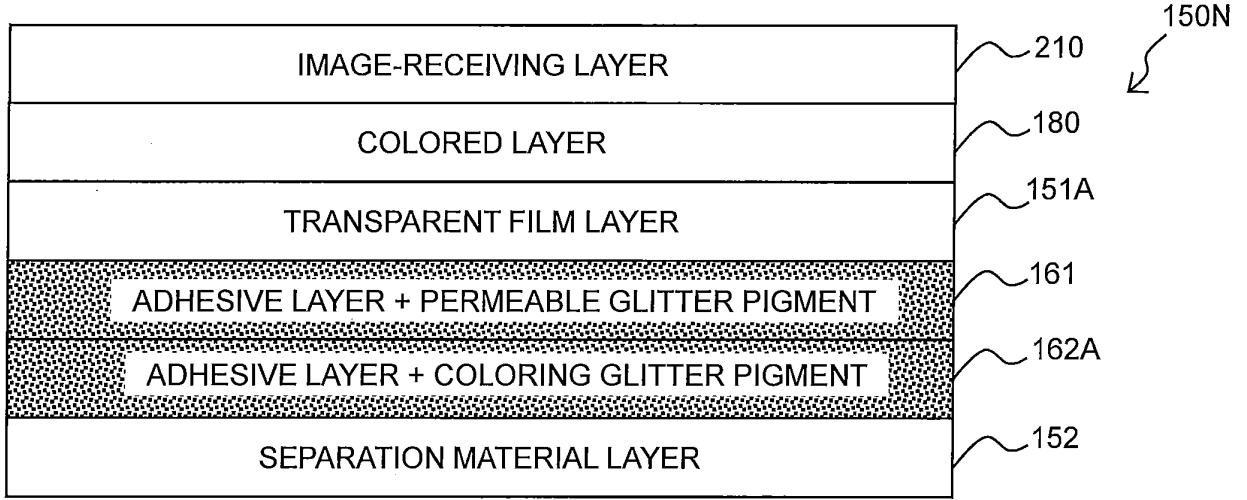 150N
IMAGE-RECEIVING LAYER 210
COLORED LAYER 180
TRANSPARENT FILM LAYER 151A
ADHESIVE LAYER + PERMEABLE GLITTER PIGMENT 161
ADHESIVE LAYER + COLORING GLITTER PIGMENT 162A
SEPARATION MATERIAL LAYER 152